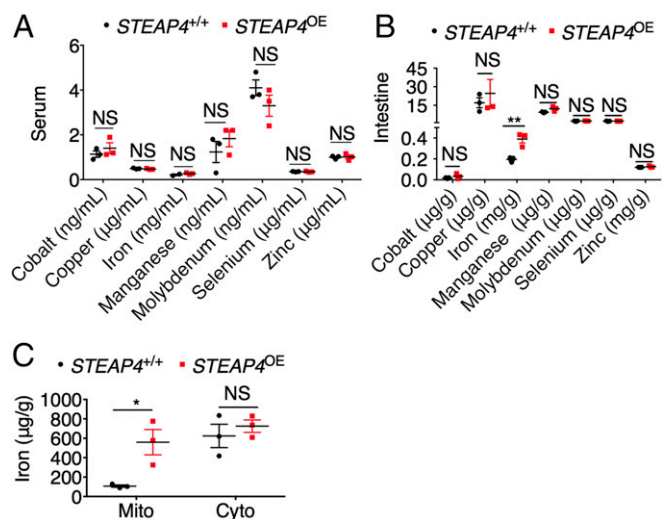 A
STEAP4+/+ STEAP4OE
Serum
6
4
2
0
NS NS NS NS NS NS NS
Cobalt (ng/mL)
Copper (µg/mL)
Iron (mg/mL)
Manganese (ng/mL)
Molybdenum (ng/mL)
Selenium (µg/mL)
Zinc (µg/mL)
B
STEAP4+/+ STEAP4OE
Intestine
45
30
15
0.4
0.2
0.0
NS NS ** NS NS NS NS
Cobalt (µg/g)
Copper (µg/g)
Iron (mg/g)
Manganese (µg/g)
Molybdenum (µg/g)
Selenium (µg/g)
Zinc (mg/g)
C
STEAP4+/+ STEAP4OE
Iron (µg/g)
1000
800
600
400
200
0
* NS
Mito Cyto